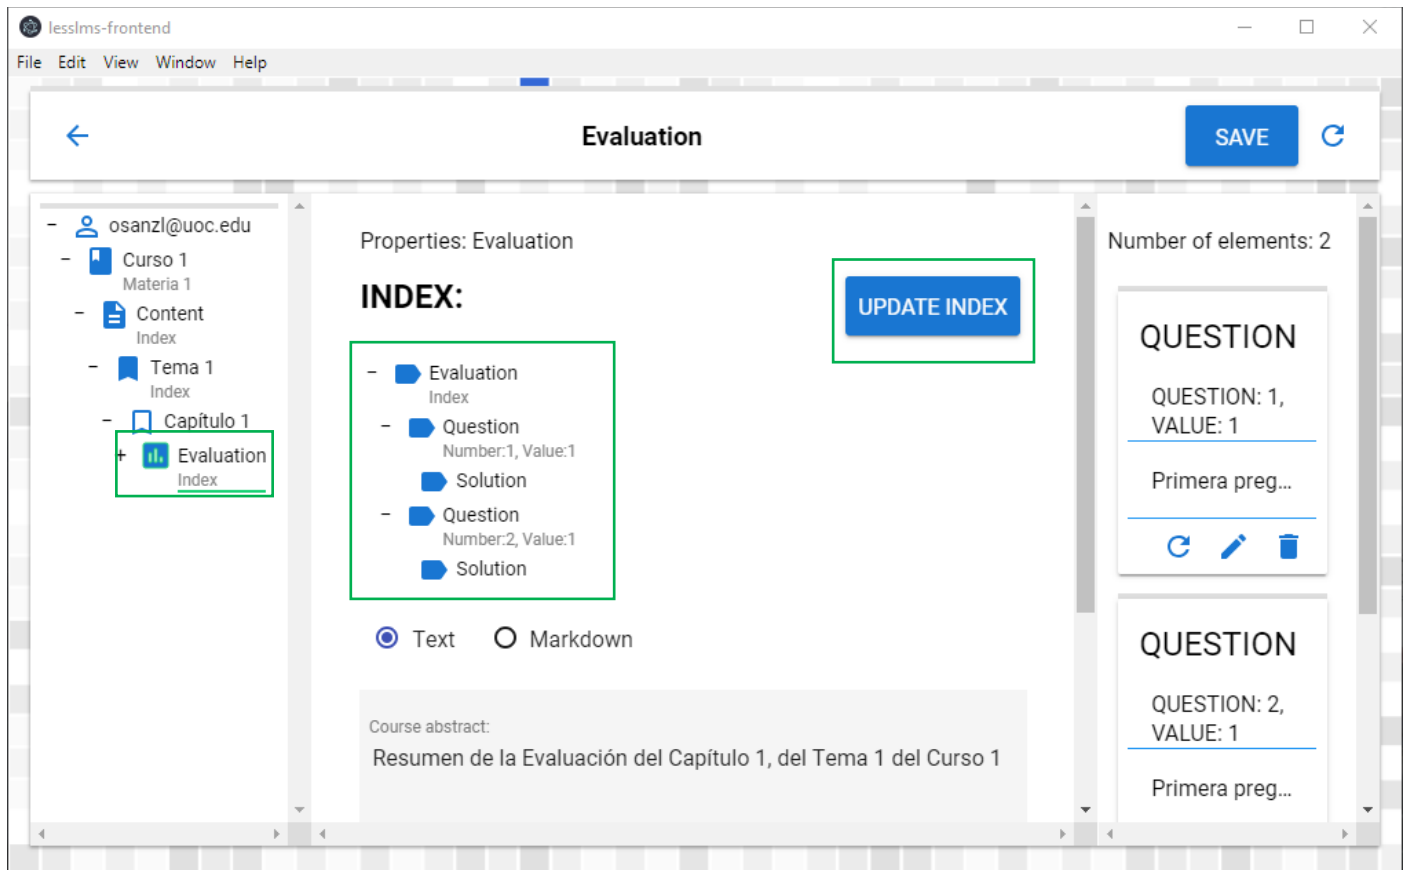 lesslms-frontend
File Edit View Window Help
Evaluation
SAVE
osanzl@uoc.edu
Curso 1
Materia 1
Content
Index
Tema 1
Index
Capítulo 1
Evaluation
Index
Properties: Evaluation
INDEX:
UPDATE INDEX
Evaluation
Index
Question
Number:1, Value:1
Solution
Question
Number:2, Value:1
Solution
Text
Markdown
Course abstract:
Resumen de la Evaluación del Capítulo 1, del Tema 1 del Curso 1
Number of elements: 2
QUESTION
QUESTION: 1,
VALUE: 1
Primera preg...
QUESTION
QUESTION: 2,
VALUE: 1
Primera preg...